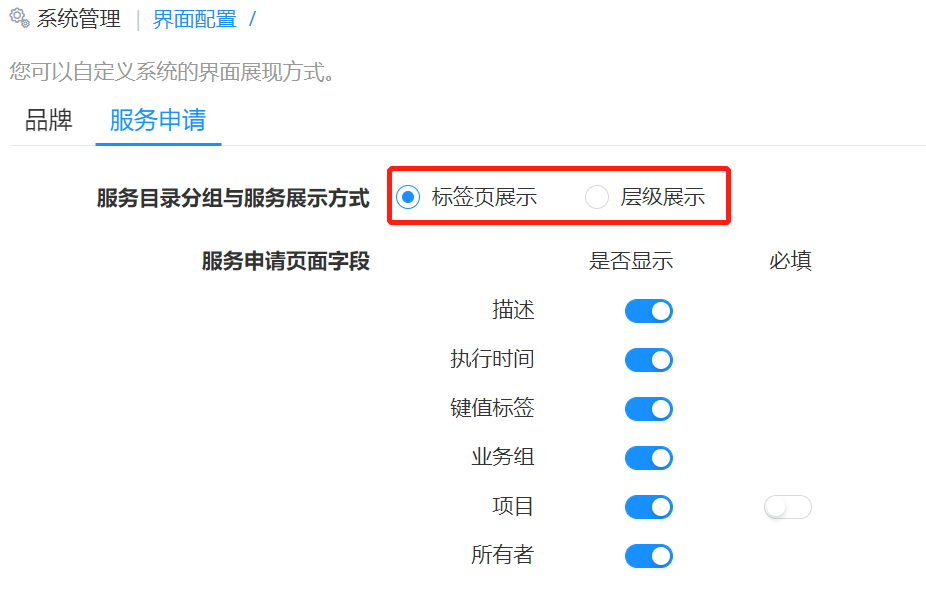 系统管理 | 界面配置 /
您可以自定义系统的界面展现方式。
品牌 服务申请
服务目录分组与服务展示方式 标签页展示 层级展示
服务申请页面字段 是否显示 必填
描述
执行时间
键值标签
业务组
项目
所有者